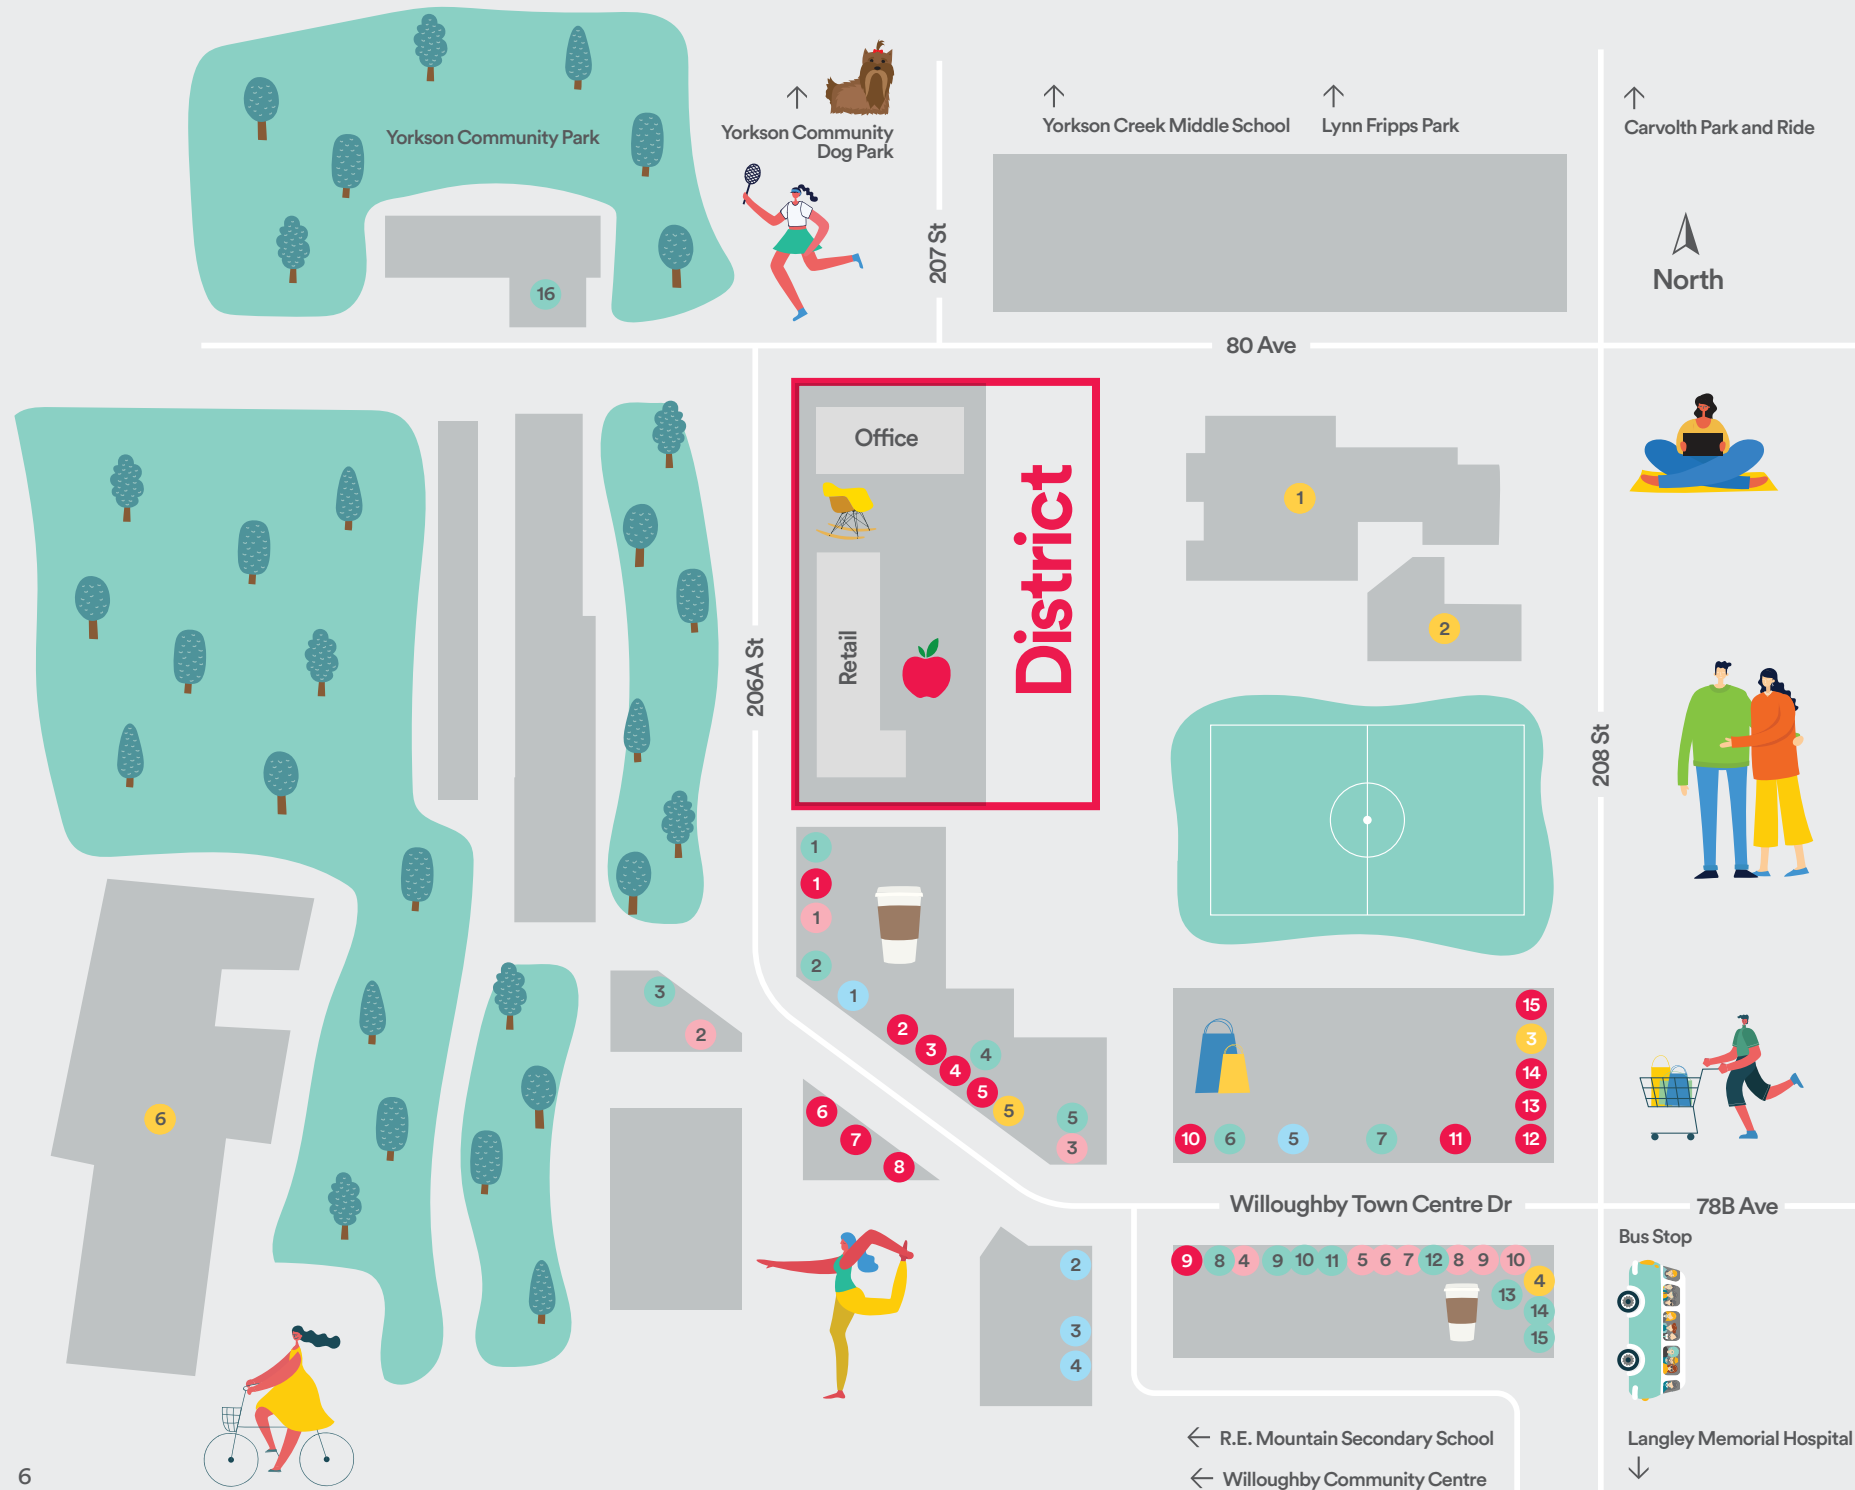 Yorkson Community Park
Yorkson Community
Dog Park
Yorkson Creek Middle School
Lynn Fripps Park
Carvolth Park and Ride
207 St
North
16
80 Ave
Office
District
Retail
206A St
1
2
208 St
1
1
1
2
1
3
2
2
3
4
4
5
5
5
3
6
7
8
6
15
3
14
13
10
6
5
7
11
12
Willoughby Town Centre Dr
78B Ave
Bus Stop
2
3
4
9
8
4
9
10
11
5
6
7
12
8
9
10
4
13
14
15
R.E. Mountain Secondary School
Langley Memorial Hospital
Willoughby Community Centre
6